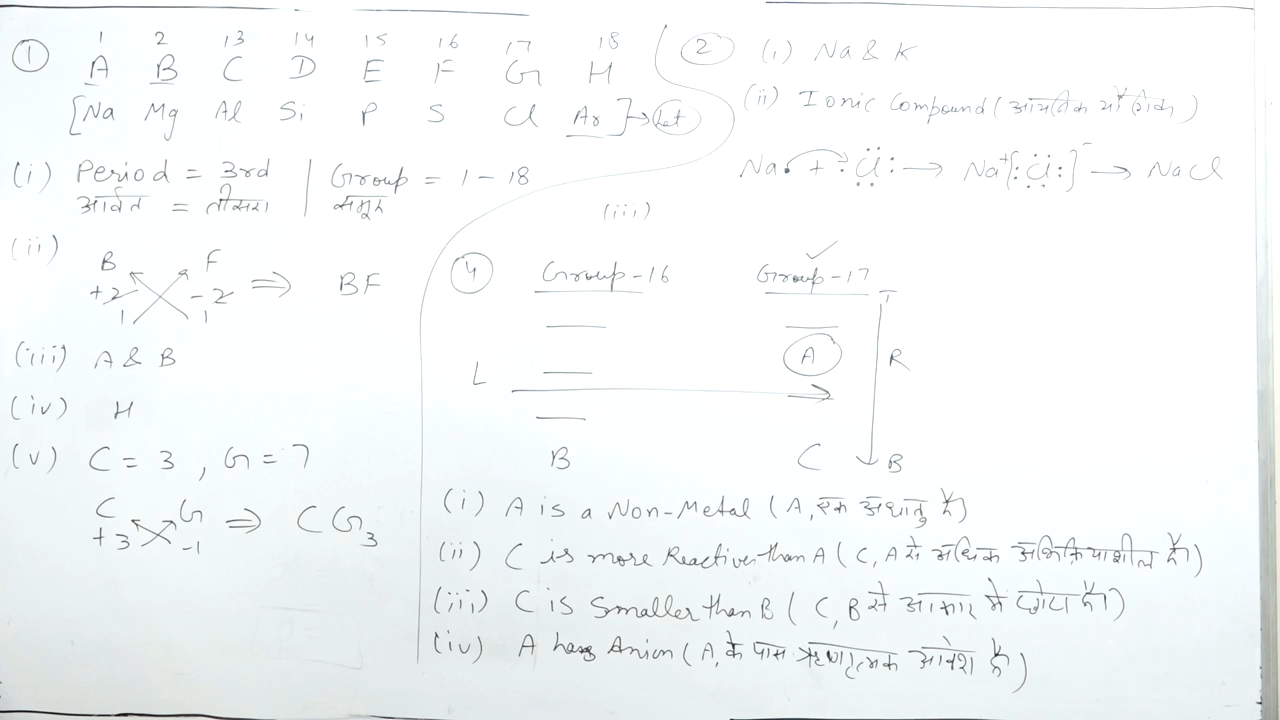 ① 1 2 13 14 15 16 17 18
A B C D E F G H
[Na Mg Al Si P S Cl Ar] → Let
(i) Period = 3rd | Group = 1 - 18
आर्वत = तीसरा | समूह
(ii) B F
+2 -2 ⇒ BF
1 1
(iii) A & B
(iv) H
(v) C = 3 , G = 7
C G ⇒ CG₃
+3 -1
② (i) Na & K
(ii) Ionic Compound (आयनिक यौगिक)
Na. + :Cl: → Na⁺[:Cl:]⁻ → NaCl
(iii)
④ Group-16 Group-17 ✓
T
A
L R
B C B
(i) A is a Non-Metal (A, एक अधातु है)
(ii) C is more Reactive than A (C, A से अधिक अभिक्रियाशील है।)
(iii) C is Smaller than B (C, B से आकार में छोटा है।)
(iv) A has Anion (A, के पास ऋणात्मक आवेश है)